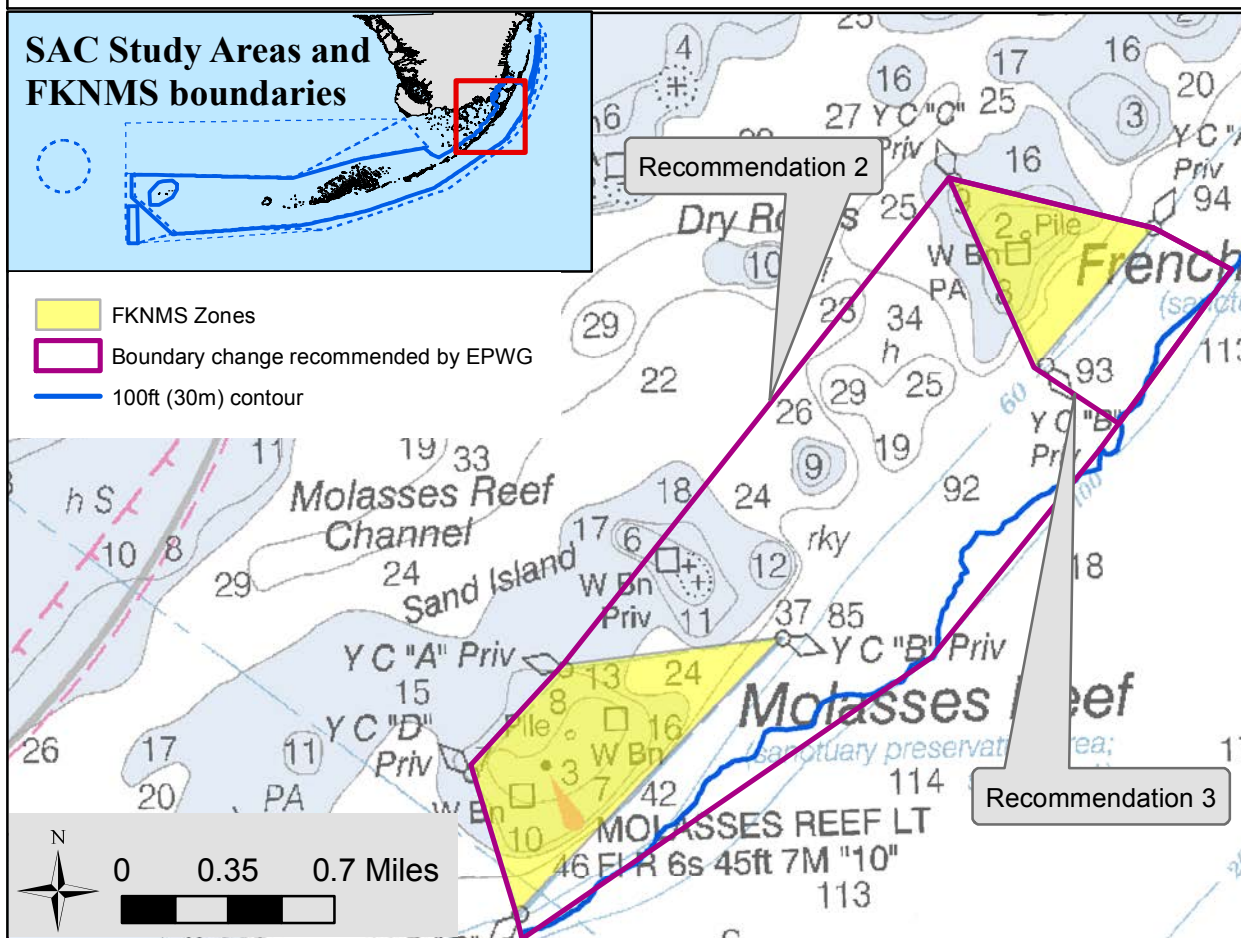 SAC Study Areas and
FKNMS boundaries
FKNMS Zones
Boundary change recommended by EPWG
100ft (30m) contour
Recommendation 2
Recommendation 3
25
4
16
17
16
20
25
3
27 Y C "C"
Priv
Y C "A"
Priv
16
94
25
9
2
Pile
Dry
W Bn
PA
French
10
8
23
29
34
h
113
22
29
25
93
26
60
Y C "B"
19
9
19
33
11
h S
Molasses Reef
Channel
18
24
92
100
10
8
17
6
rky
29
24
Sand Island
W Bn
Priv
12
11
18
37
85
Y C "A" Priv
Y C "B" Priv
13
24
15
8
Y C "D"
Priv
Pile
16
W Bn
Molasses Reef
(sanctuary preservation area;
26
17
11
3
7
20
PA
W Bn
42
114
10
MOLASSES REEF LT
46 Fl R 6s 45ft 7M "10"
113
N
0 0.35 0.7 Miles